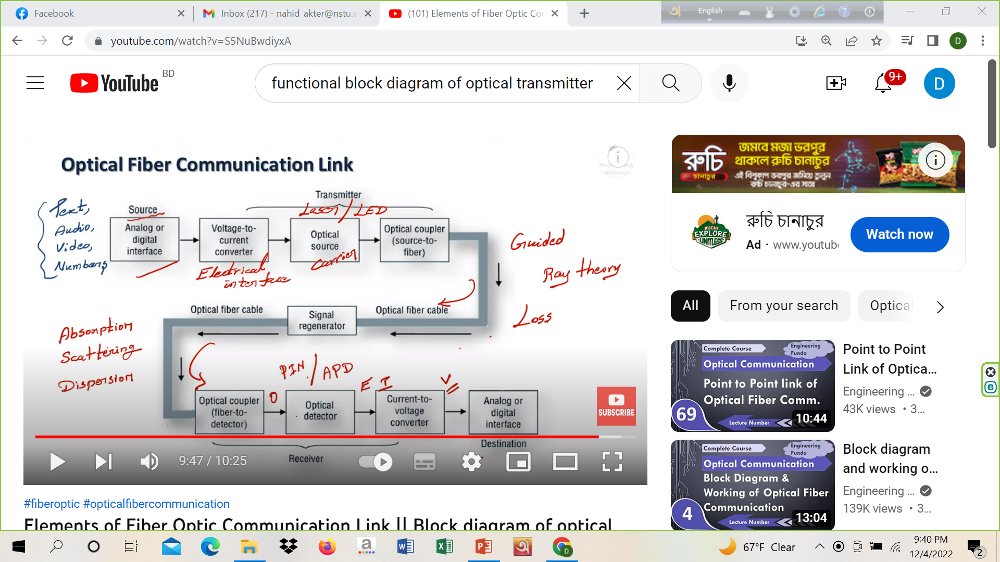 Facebook
Inbox (217) - nahid_akter@nstu.e
(101) Elements of Fiber Optic Cor
English
youtube.com/watch?v=S5NuBwdiyxA
D
YouTube BD
functional block diagram of optical transmitter
9+
D
Optical Fiber Communication Link
Transmitter
Laser/LED
Text,
Audio,
Video,
Numbers
Source
Analog or
digital
interface
Voltage-to-
current
converter
Optical
source
Optical coupler
(source-to-
fiber)
Electrical
interface
Carrier
Guided
Ray theory
Loss
Optical fiber cable
Signal
regenerator
Optical fiber cable
Absorption
Scattering
Dispersion
PIN/APD
O
E I
V
Optical coupler
(fiber-to-
detector)
Optical
detector
Current-to-
voltage
converter
Analog or
digital
interface
Destination
Receiver
SUBSCRIBE
9:47 / 10:25
#fiberoptic #opticalfibercommunication
Elements of Fiber Optic Communication Link || Block diagram of optical
রুচি
চানাচুর
জমবে মজা ভরপুর
থাকলে রুচি চানাচুর
এই বিশ্বকাপ ভরপুর জমিয়ে তুলুন
রুচি চানাচুর-এর সাথে
RUCHI
EXPLORE
LIMITLESS
রুচি চানাচুর
Ad · www.youtub
Watch now
All
From your search
Optical
Complete Course
Engineering
Funda
Optical Communication
Point to Point link of
Optical Fiber Comm.
69
Lecture Number
10:44
Point to Point
Link of Optica...
Engineering ...
43K views • 3...
Complete Course
Engineering
Funda
Optical Communication
Block Diagram &
Working of Optical Fiber
Communication
4
Lecture Number
13:04
Block diagram
and working o...
Engineering ...
139K views • 3...
67°F Clear
9:40 PM
12/4/2022
2